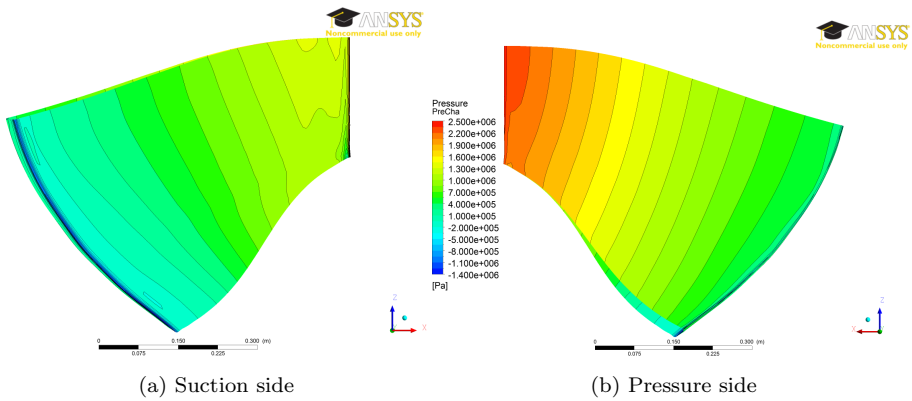 ANSYS
Noncommercial use only
ANSYS
Noncommercial use only
Pressure
PreCha
2.500e+006
2.200e+006
1.900e+006
1.600e+006
1.300e+006
1.000e+006
7.000e+005
4.000e+005
1.000e+005
-2.000e+005
-5.000e+005
-8.000e+005
-1.100e+006
-1.400e+006
[Pa]
Z
X
Z
X
0 0.150 0.300 (m)
0.075 0.225
0 0.150 0.300 (m)
0.075 0.225
(a) Suction side
(b) Pressure side